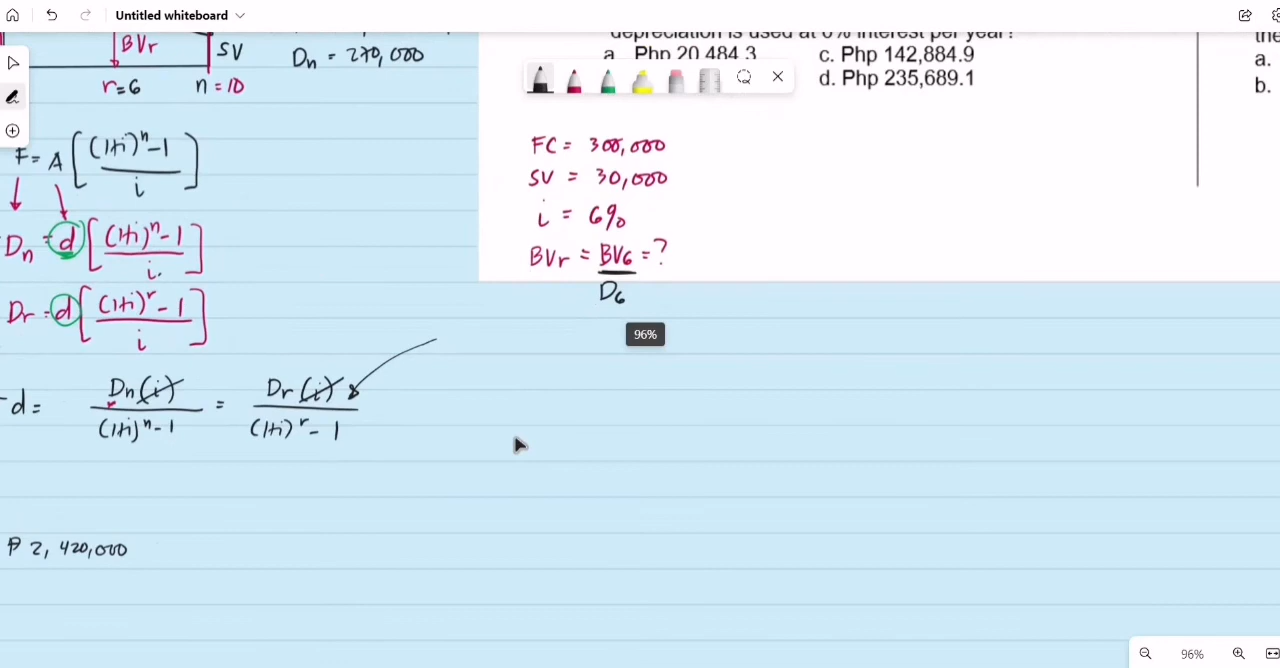 Untitled whiteboard
BVr
SV
Dn = 270,000
r=6
n = 10
F = A [ (1+i)^n - 1 / i ]
Dn = d [ (1+i)^n - 1 / i ]
Dr = d [ (1+i)^r - 1 / i ]
d = Dn(i) / (1+i)^n - 1 = Dr(i) / (1+i)^r - 1
₱ 2,420,000
depreciation is used at 6% interest per year?
a. Php 20,484.3
c. Php 142,884.9
d. Php 235,689.1
the
a.
b.
FC = 300,000
SV = 30,000
i = 6%
BVr = BV6 = ?
D6
96%
96%